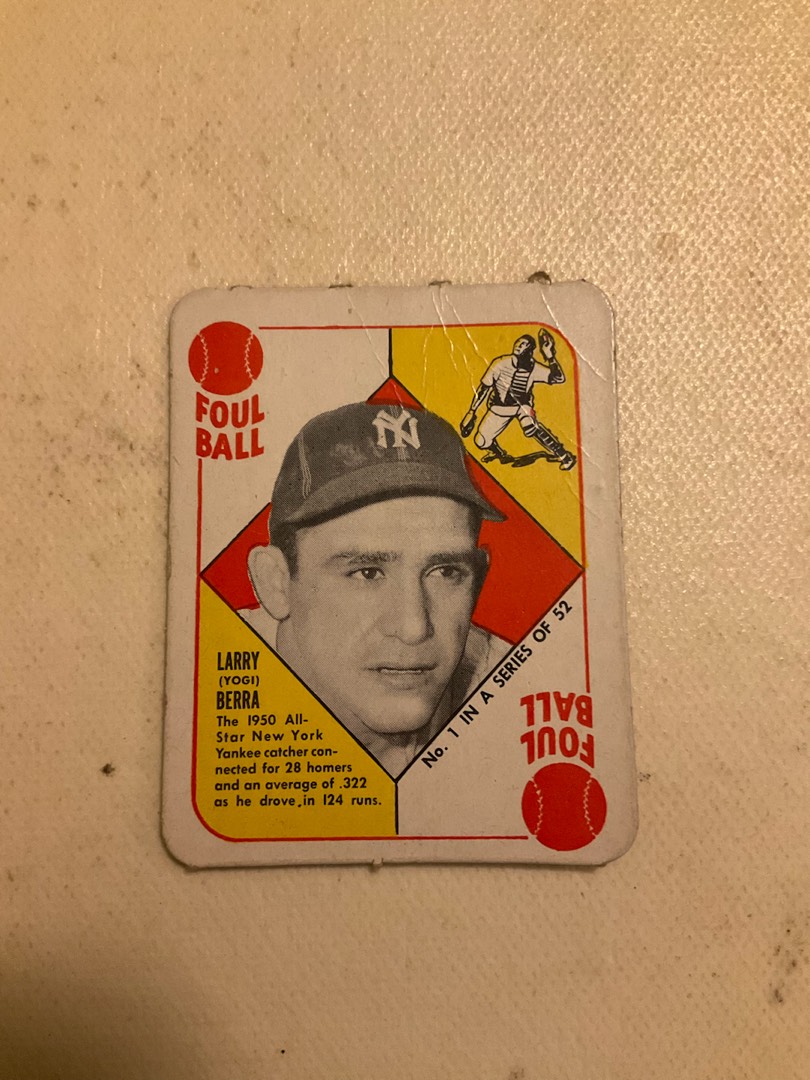 FOUL
BALL
NY
LARRY
(YOGI)
BERRA
The 1950 All-
Star New York
Yankee catcher con-
nected for 28 homers
and an average of .322
as he drove in 124 runs.
No. 1 IN A SERIES OF 52
FOUL
BALL